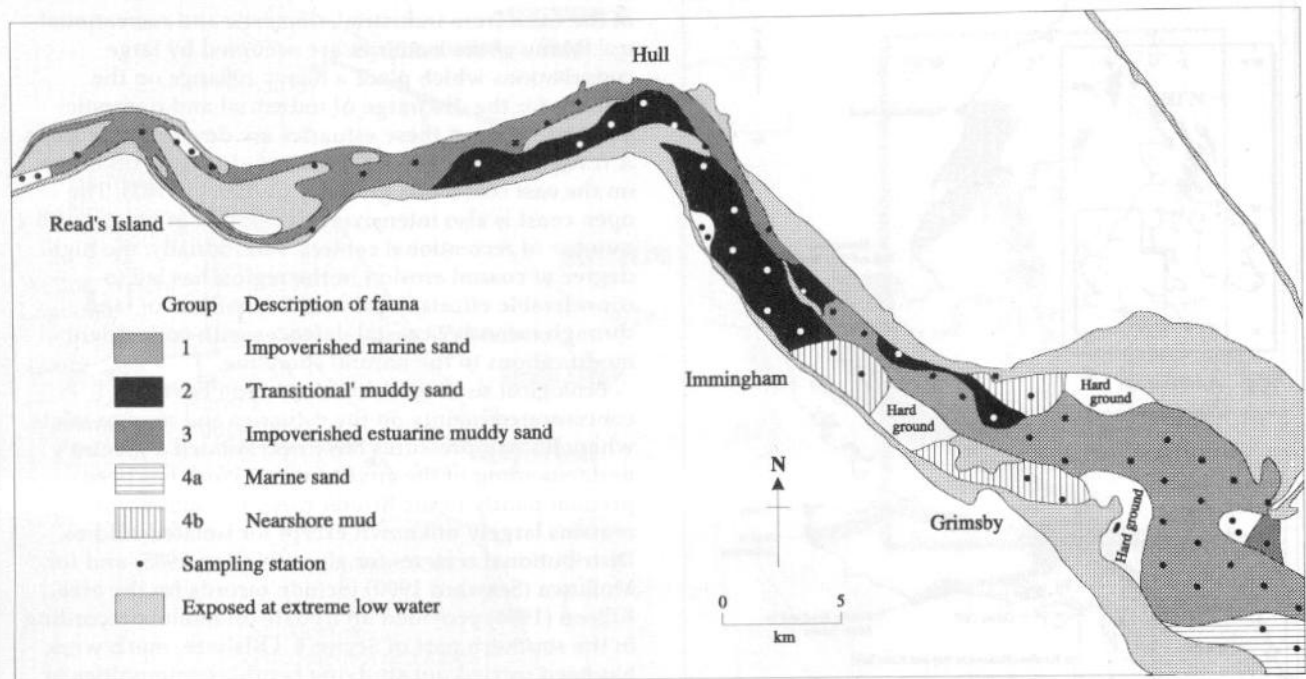 Hull
Read's Island
Group Description of fauna
1 Impoverished marine sand
2 'Transitional' muddy sand
3 Impoverished estuarine muddy sand
4a Marine sand
4b Nearshore mud
Sampling station
Exposed at extreme low water
Immingham
Hard
ground
Hard
ground
N
Grimsby
Hard ground
0 5
km